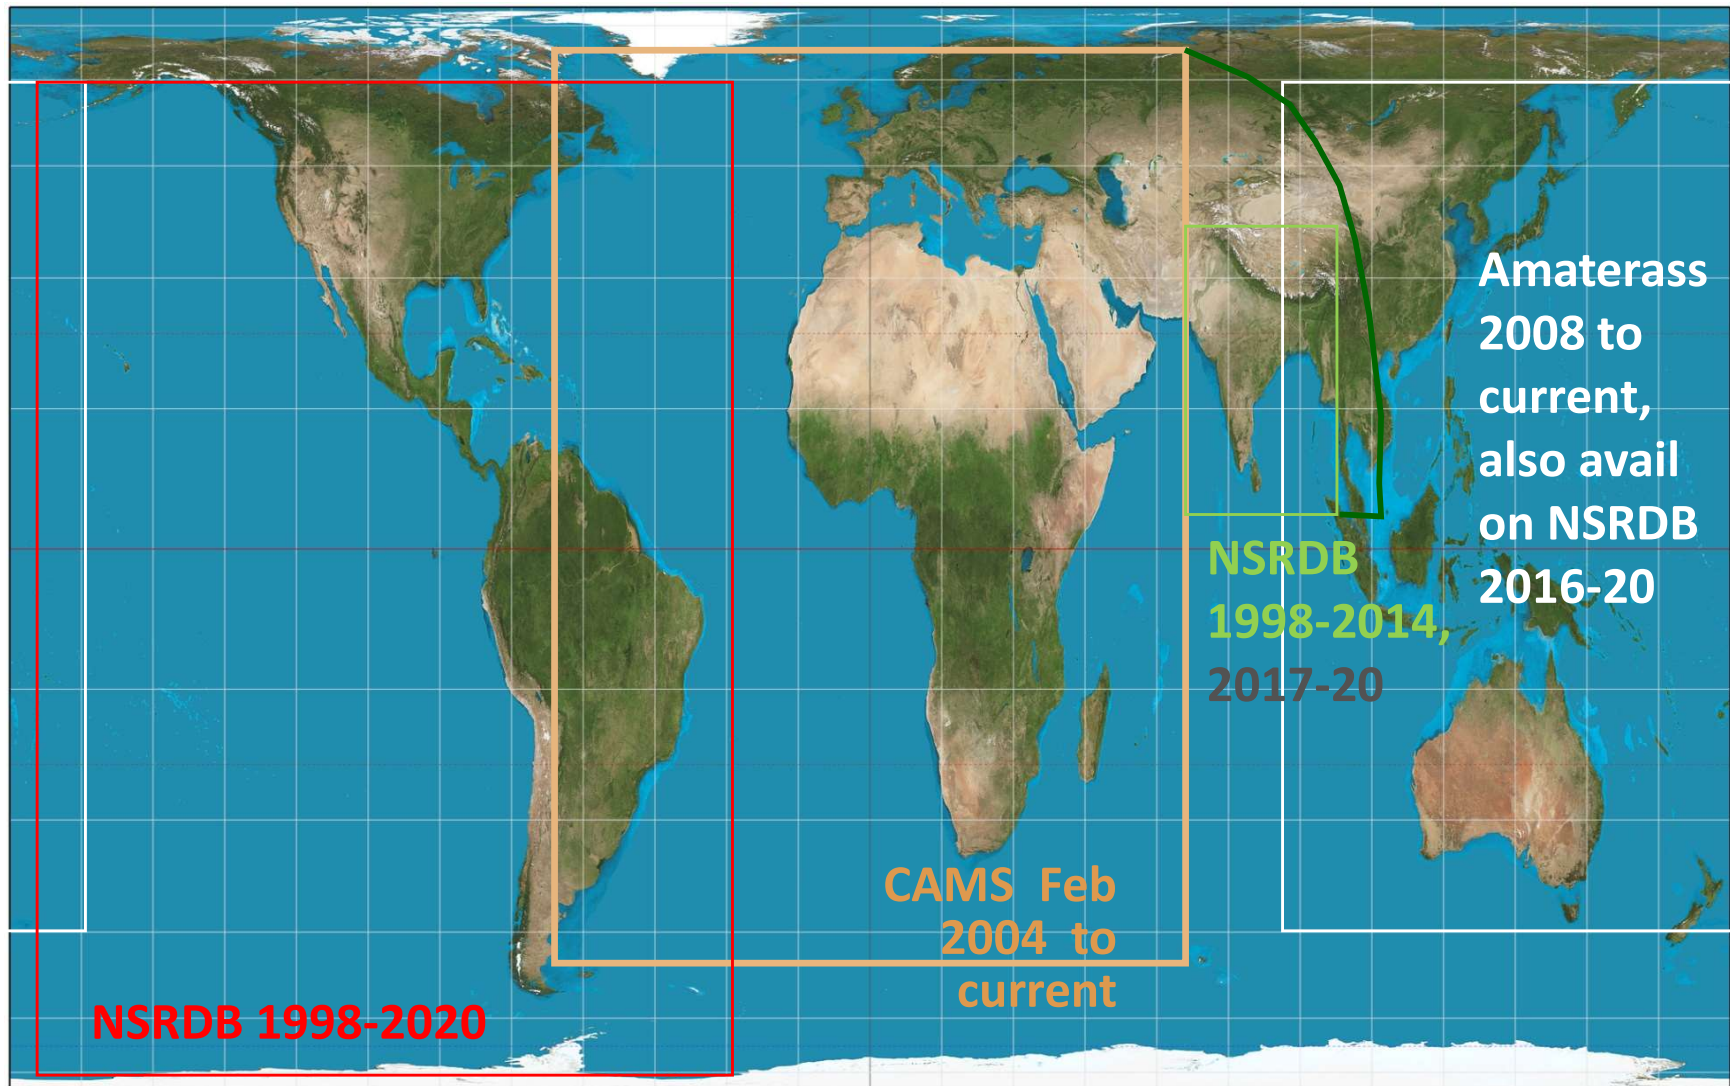 Amaterass
2008 to
current,
also avail
on NSRDB
2016-20
NSRDB
1998-2014,
2017-20
CAMS  Feb
2004  to
current
NSRDB 1998-2020